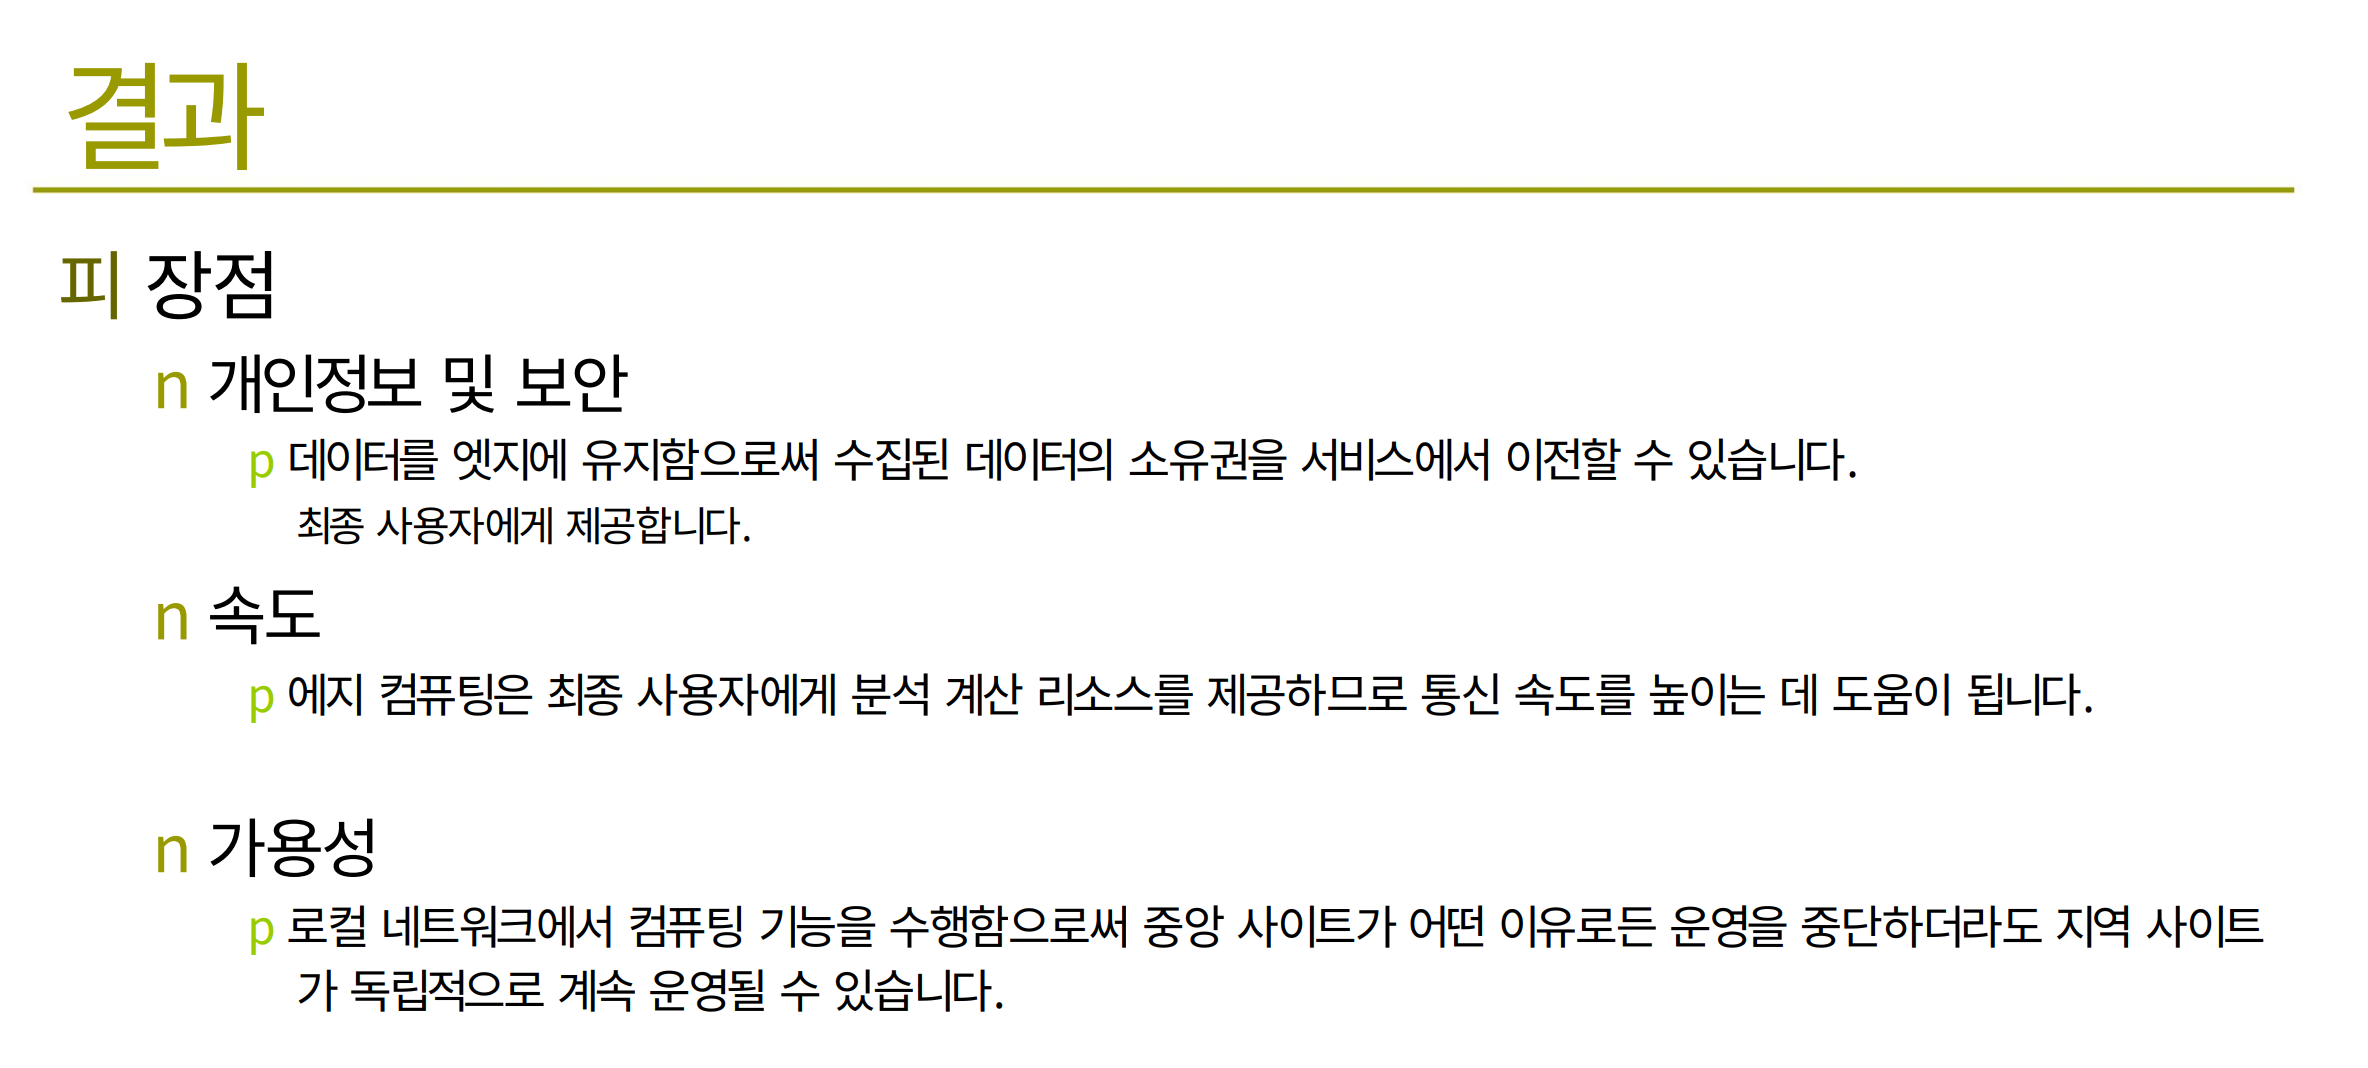 결과
피 장점
n 개인정보 및 보안
p 데이터를 엣지에 유지함으로써 수집된 데이터의 소유권을 서비스에서 이전할 수 있습니다.
최종 사용자에게 제공합니다.
n 속도
p 에지 컴퓨팅은 최종 사용자에게 분석 계산 리소스를 제공하므로 통신 속도를 높이는 데 도움이 됩니다.
n 가용성
p 로컬 네트워크에서 컴퓨팅 기능을 수행함으로써 중앙 사이트가 어떤 이유로든 운영을 중단하더라도 지역 사이트
가 독립적으로 계속 운영될 수 있습니다.